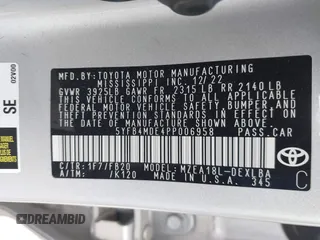 MFD. BY: TOYOTA MOTOR MANUFACTURING
MISSISSIPPI INC. 12/22
GVWR 3925LB GAWR FR 2315 LB RR 2140 LB
THIS VEHICLE CONFORMS TO ALL APPLICABLE
FEDERAL MOTOR VEHICLE SAFETY, BUMPER,
AND THEFT PREVENTION STANDARDS IN EFFECT
ON THE DATE OF MANUFACTURE SHOWN ABOVE.
5YFB4MDE4PP006958 PASS.CAR
C/TR: 1F7/FB20 MODEL: MZEA18L-DEXLBA
A/TM: /K120 MADE IN U.S.A. 345
TOYOTA
C
SE
02V00